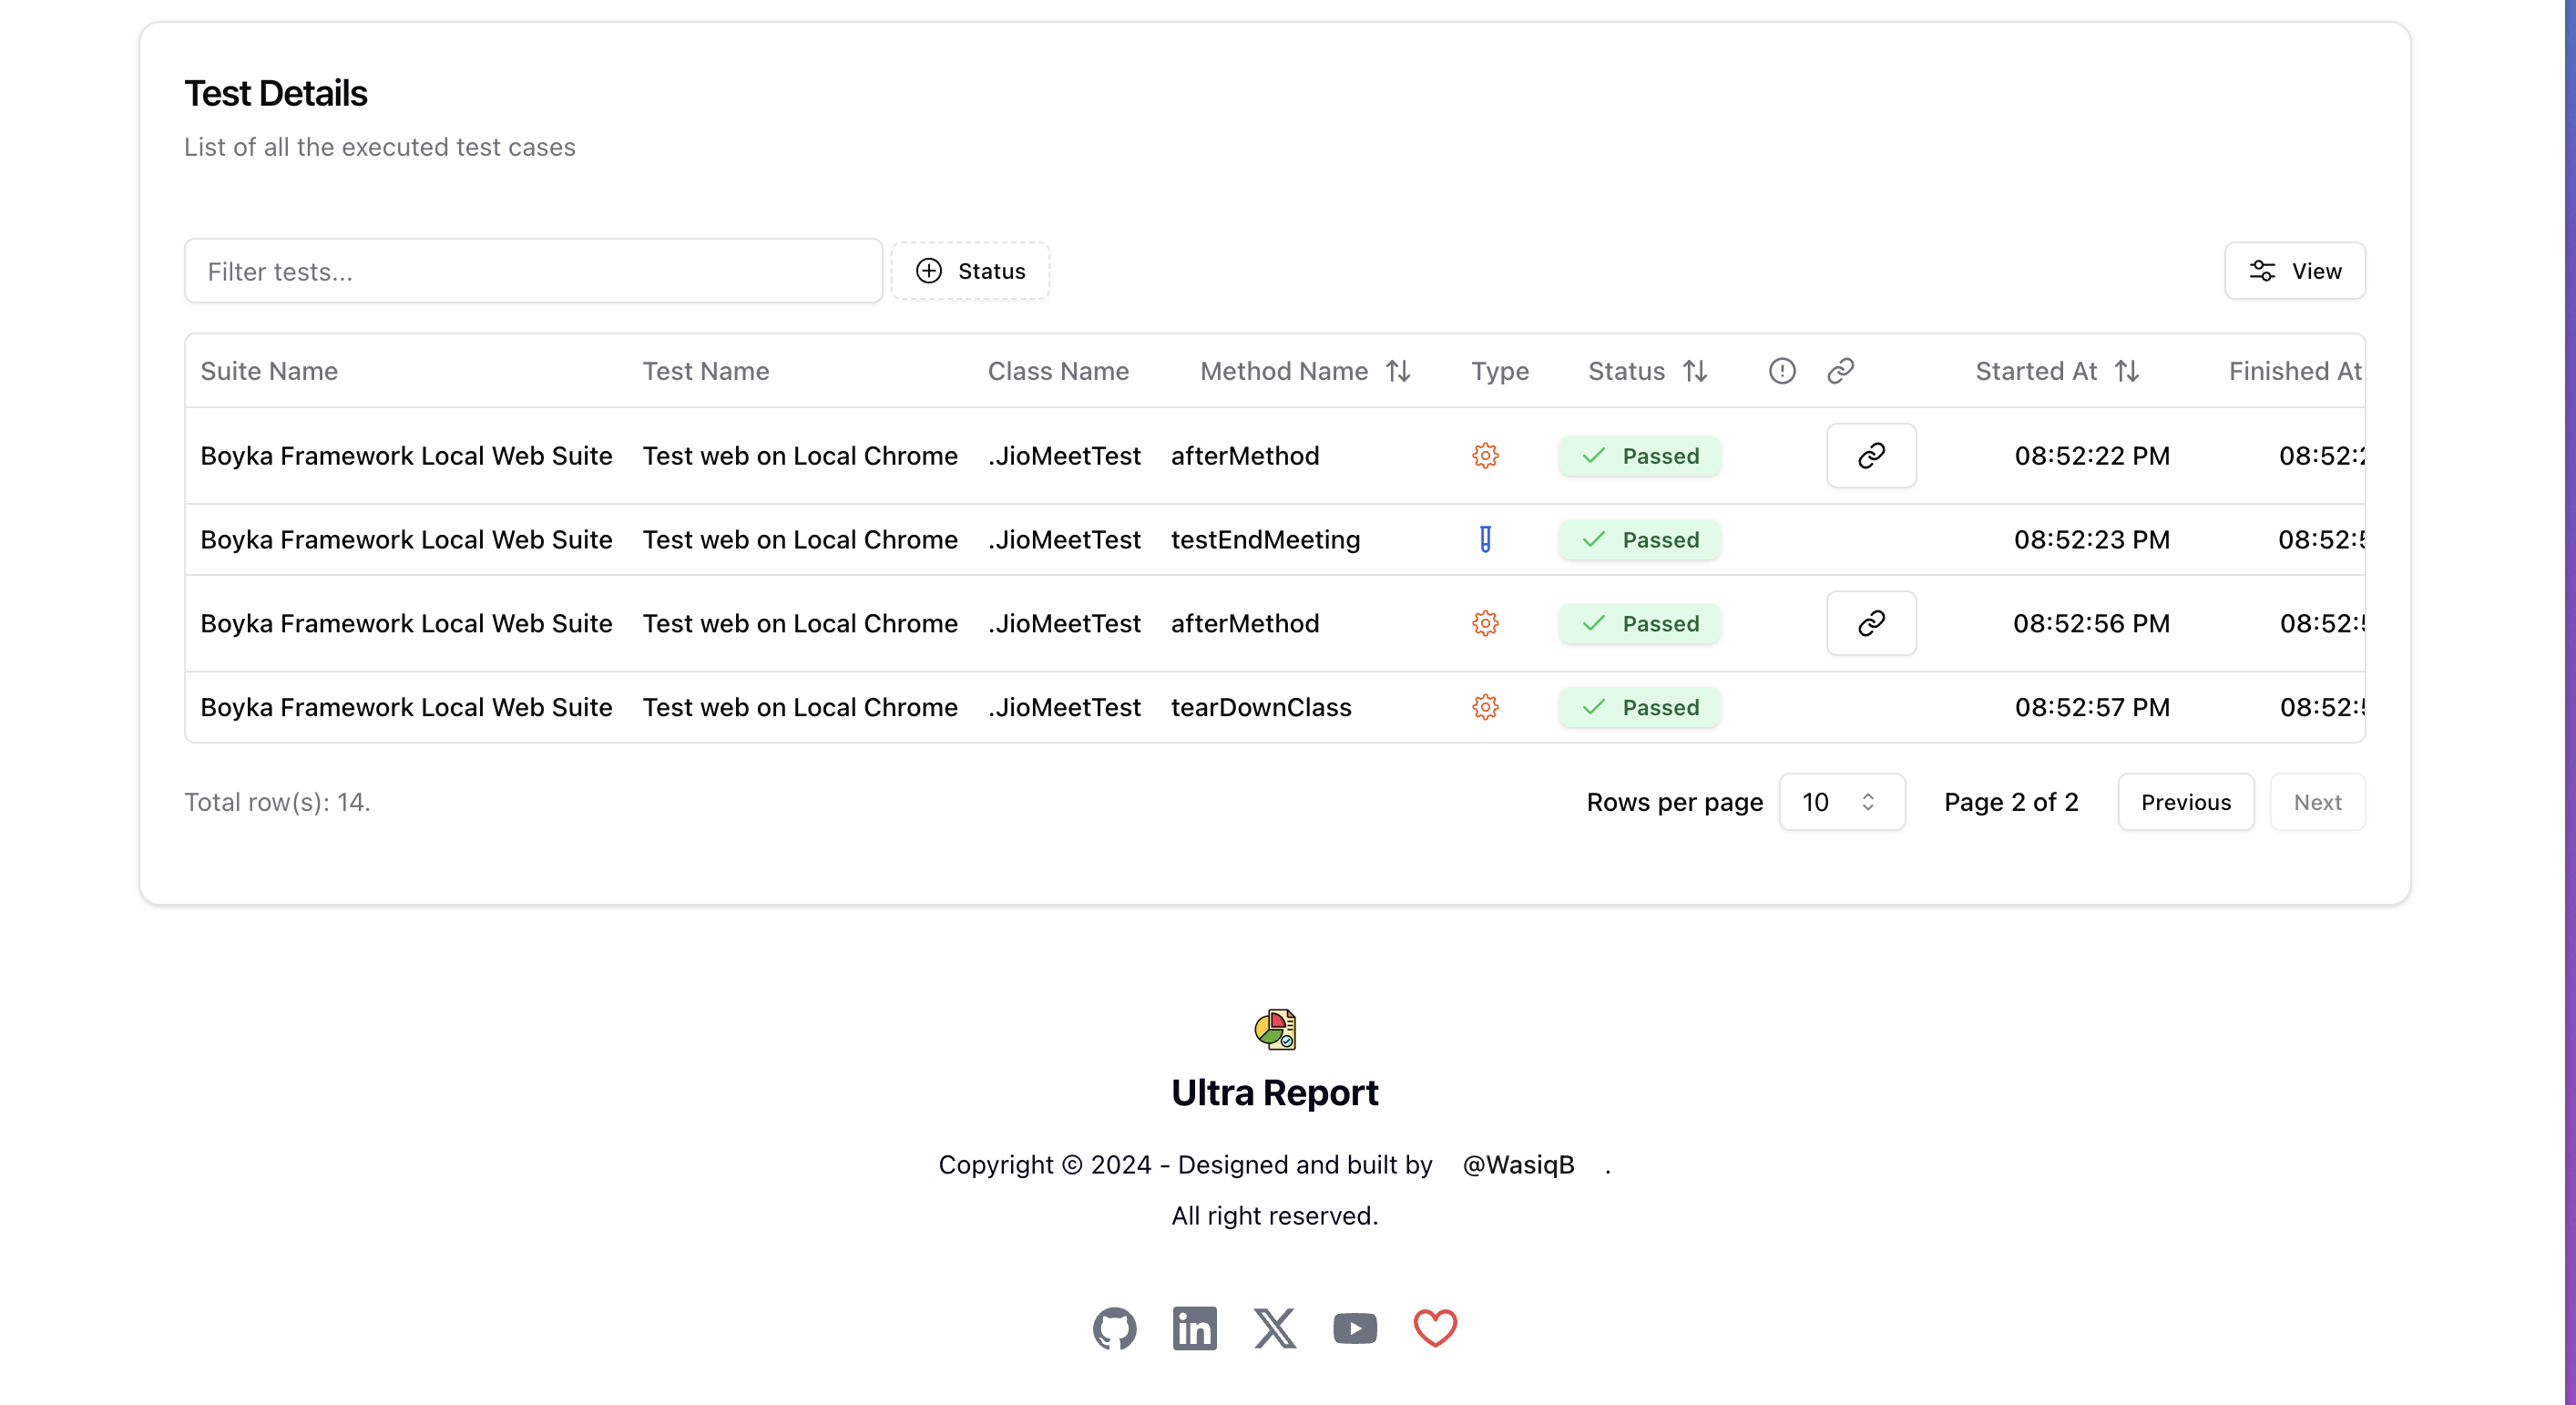 Test Details
List of all the executed test cases
Filter tests...
Status
View
Suite Name Test Name Class Name Method Name Type Status Started At Finished At
Boyka Framework Local Web Suite Test web on Local Chrome .JioMeetTest afterMethod Passed 08:52:22 PM 08:52:2
Boyka Framework Local Web Suite Test web on Local Chrome .JioMeetTest testEndMeeting Passed 08:52:23 PM 08:52:5
Boyka Framework Local Web Suite Test web on Local Chrome .JioMeetTest afterMethod Passed 08:52:56 PM 08:52:5
Boyka Framework Local Web Suite Test web on Local Chrome .JioMeetTest tearDownClass Passed 08:52:57 PM 08:52:5
Total row(s): 14. Rows per page 10 Page 2 of 2 Previous Next
Ultra Report
Copyright © 2024 - Designed and built by @WasiqB .
All right reserved.